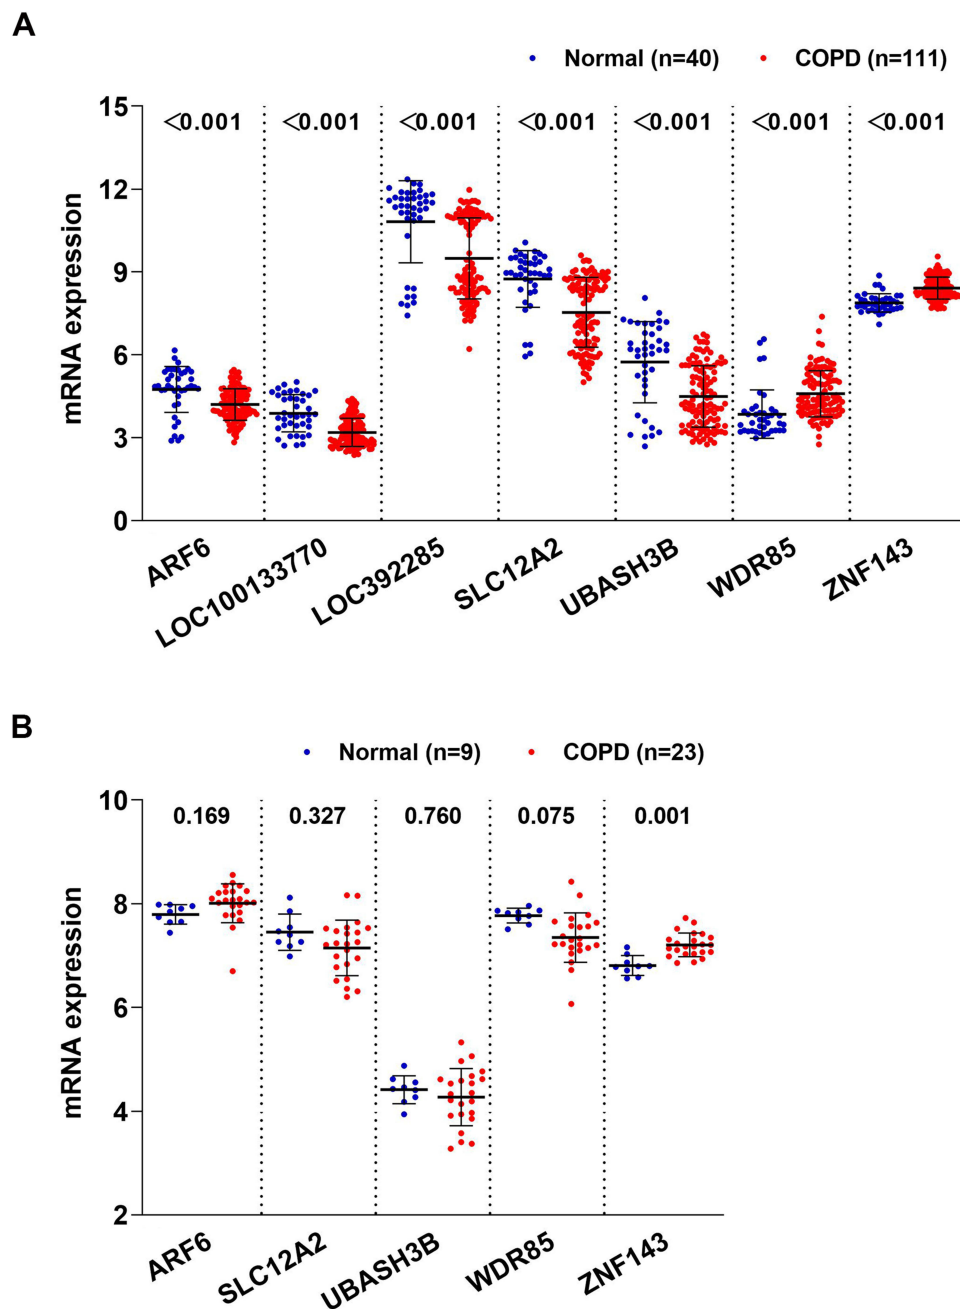 A
Normal (n=40) COPD (n=111)
15
<0.001 <0.001 <0.001 <0.001 <0.001 <0.001 <0.001
12
9
6
3
0
mRNA expression
ARF6 LOC100133770 LOC392285 SLC12A2 UBASH3B WDR85 ZNF143
B
Normal (n=9) COPD (n=23)
10
0.169 0.327 0.760 0.075 0.001
8
6
4
2
mRNA expression
ARF6 SLC12A2 UBASH3B WDR85 ZNF143